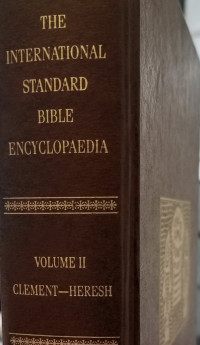 THE
INTERNATIONAL
STANDARD
BIBLE
ENCYCLOPAEDIA
VOLUME II
CLEMENT—HERESH